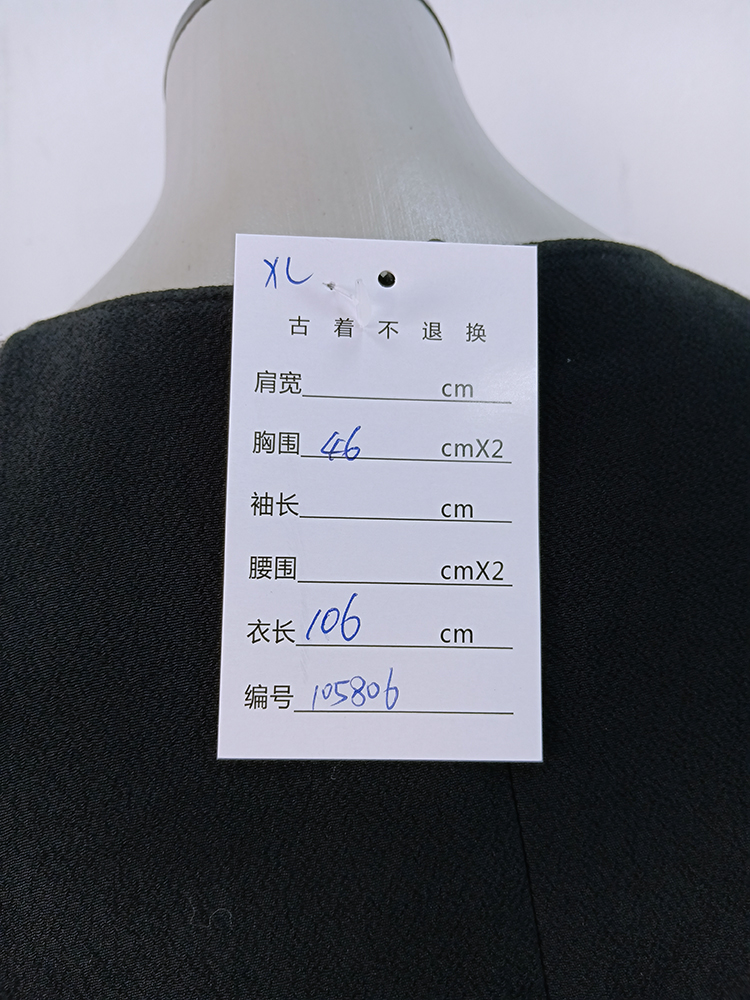 XL
古着不退换
肩宽 cm
胸围 46 cmX2
袖长 cm
腰围 cmX2
衣长 106 cm
编号 105806